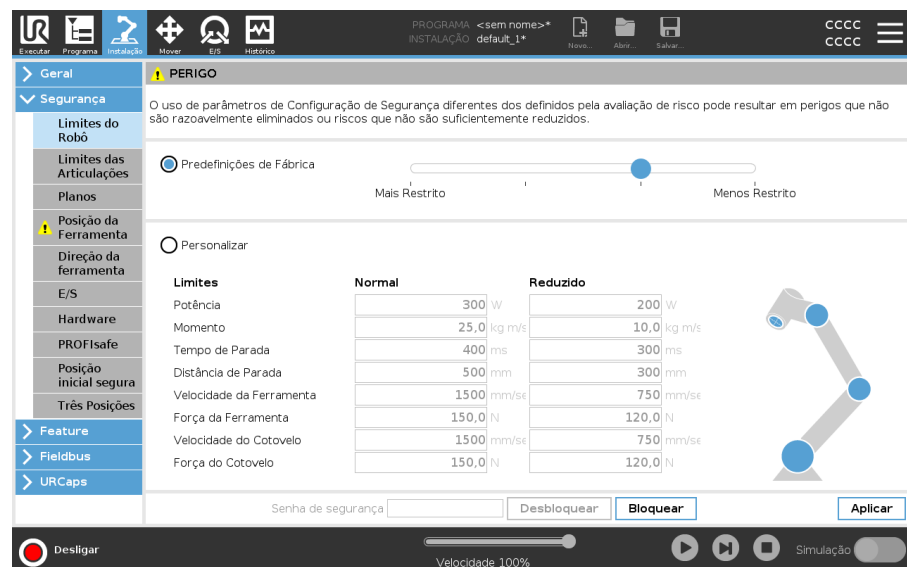 PROGRAMA <sem nome>*
INSTALAÇÃO default_1*
CCCC
CCCC
Executar Programa Instalação Mover E/S Histórico Novo... Abrir... Salvar...
Geral
Segurança
Limites do
Robô
Limites das
Articulações
Planos
Posição da
Ferramenta
Direção da
ferramenta
E/S
Hardware
PROFIsafe
Posição
inicial segura
Três Posições
Feature
Fieldbus
URCaps
PERIGO
O uso de parâmetros de Configuração de Segurança diferentes dos definidos pela avaliação de risco pode resultar em perigos que não
são razoavelmente eliminados ou riscos que não são suficientemente reduzidos.
Predefinições de Fábrica
Mais Restrito Menos Restrito
Personalizar
Limites Normal Reduzido
Potência 300 W 200 W
Momento 25,0 kg m/s 10,0 kg m/s
Tempo de Parada 400 ms 300 ms
Distância de Parada 500 mm 300 mm
Velocidade da Ferramenta 1500 mm/se 750 mm/se
Força da Ferramenta 150,0 N 120,0 N
Velocidade do Cotovelo 1500 mm/se 750 mm/se
Força do Cotovelo 150,0 N 120,0 N
Senha de segurança Desbloquear Bloquear Aplicar
Desligar Velocidade 100% Simulação